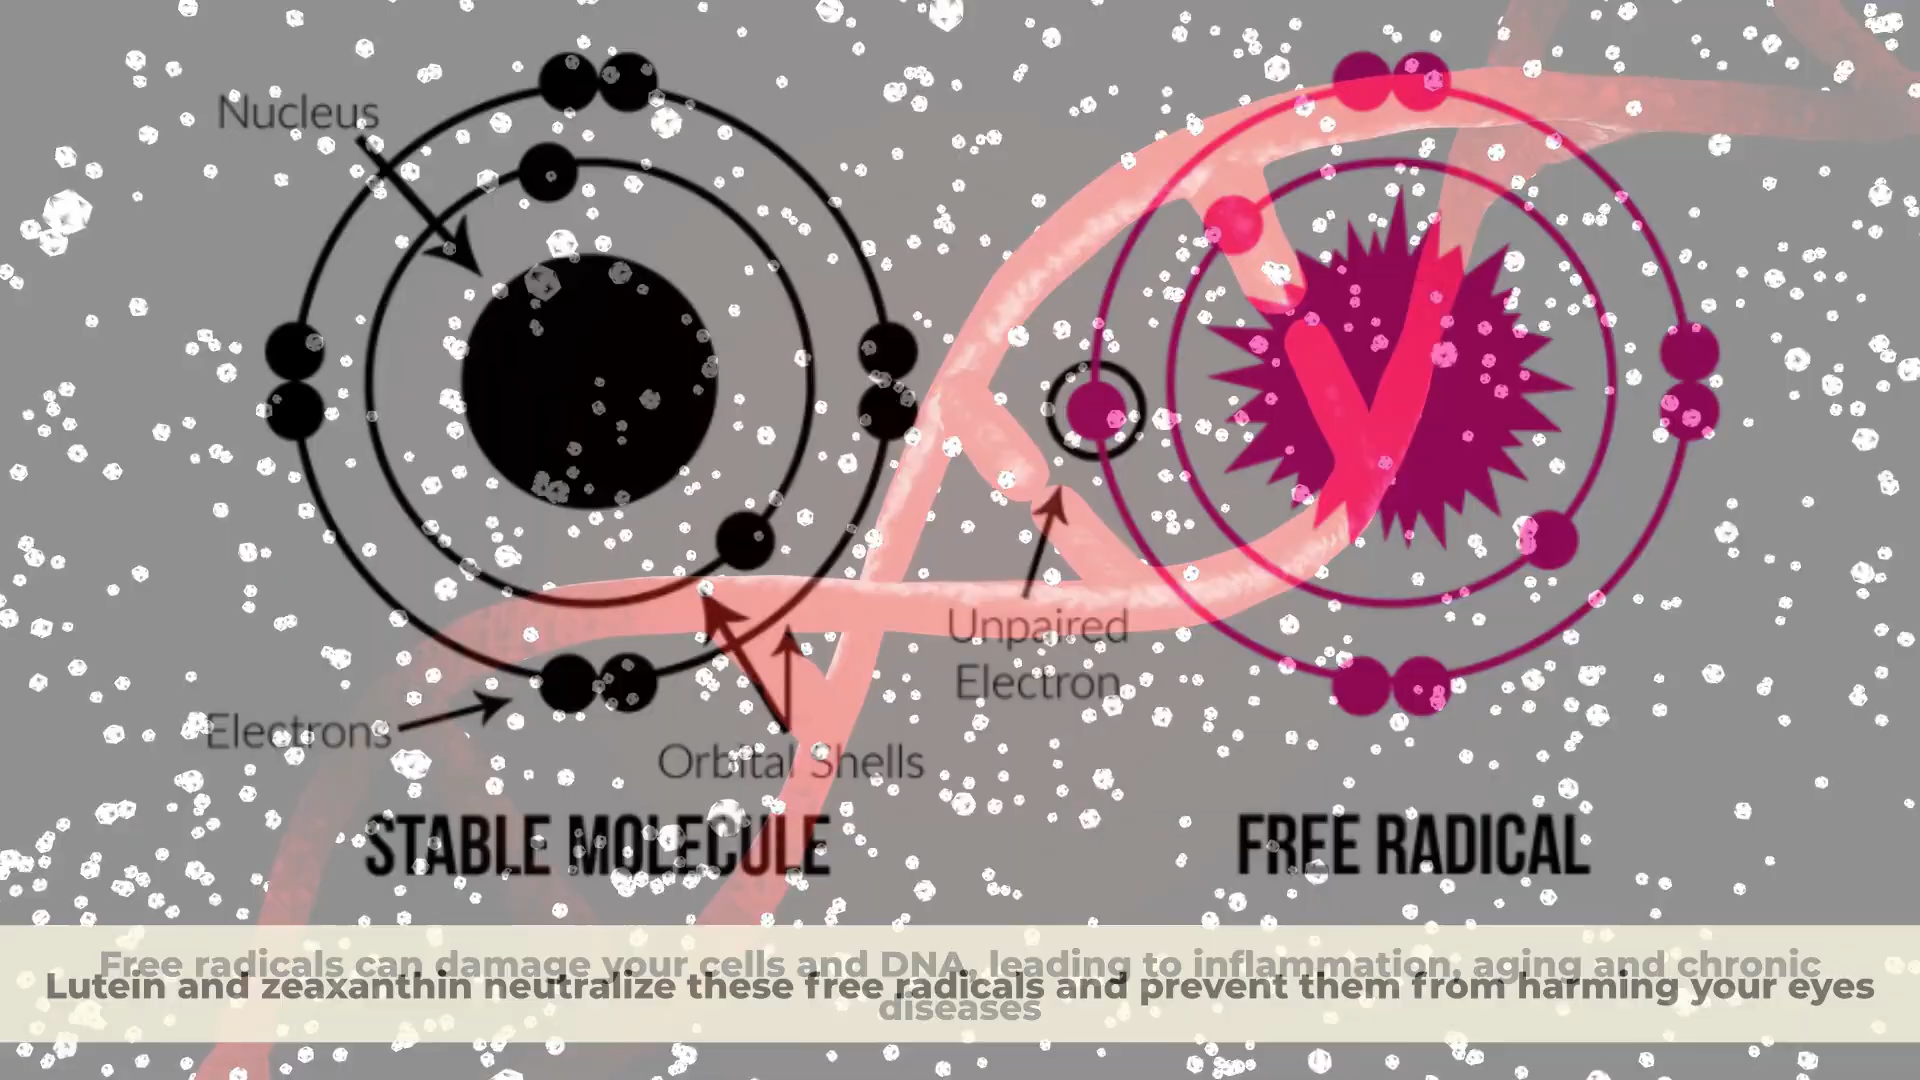 Nucleus
Unpaired
Electron
Electrons
Orbital Shells
STABLE MOLECULE
FREE RADICAL
Free radicals can damage your cells and DNA, leading to inflammation, aging and chronic
diseases
Lutein and zeaxanthin neutralize these free radicals and prevent them from harming your eyes